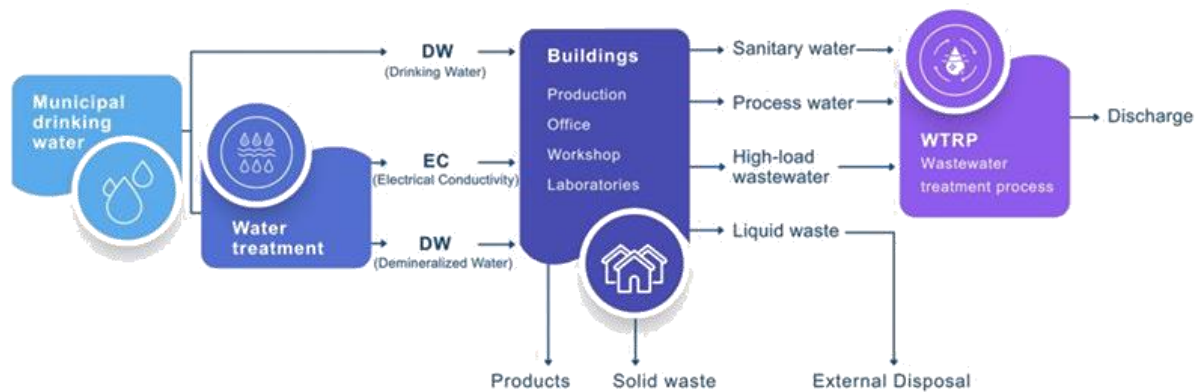 Municipal
drinking
water
Water
treatment
DW
(Drinking Water)
EC
(Electrical Conductivity)
DW
(Demineralized Water)
Buildings
Production
Office
Workshop
Laboratories
Sanitary water
Process water
High-load
wastewater
Liquid waste
WTRP
Wastewater
treatment process
Discharge
Products
Solid waste
External Disposal